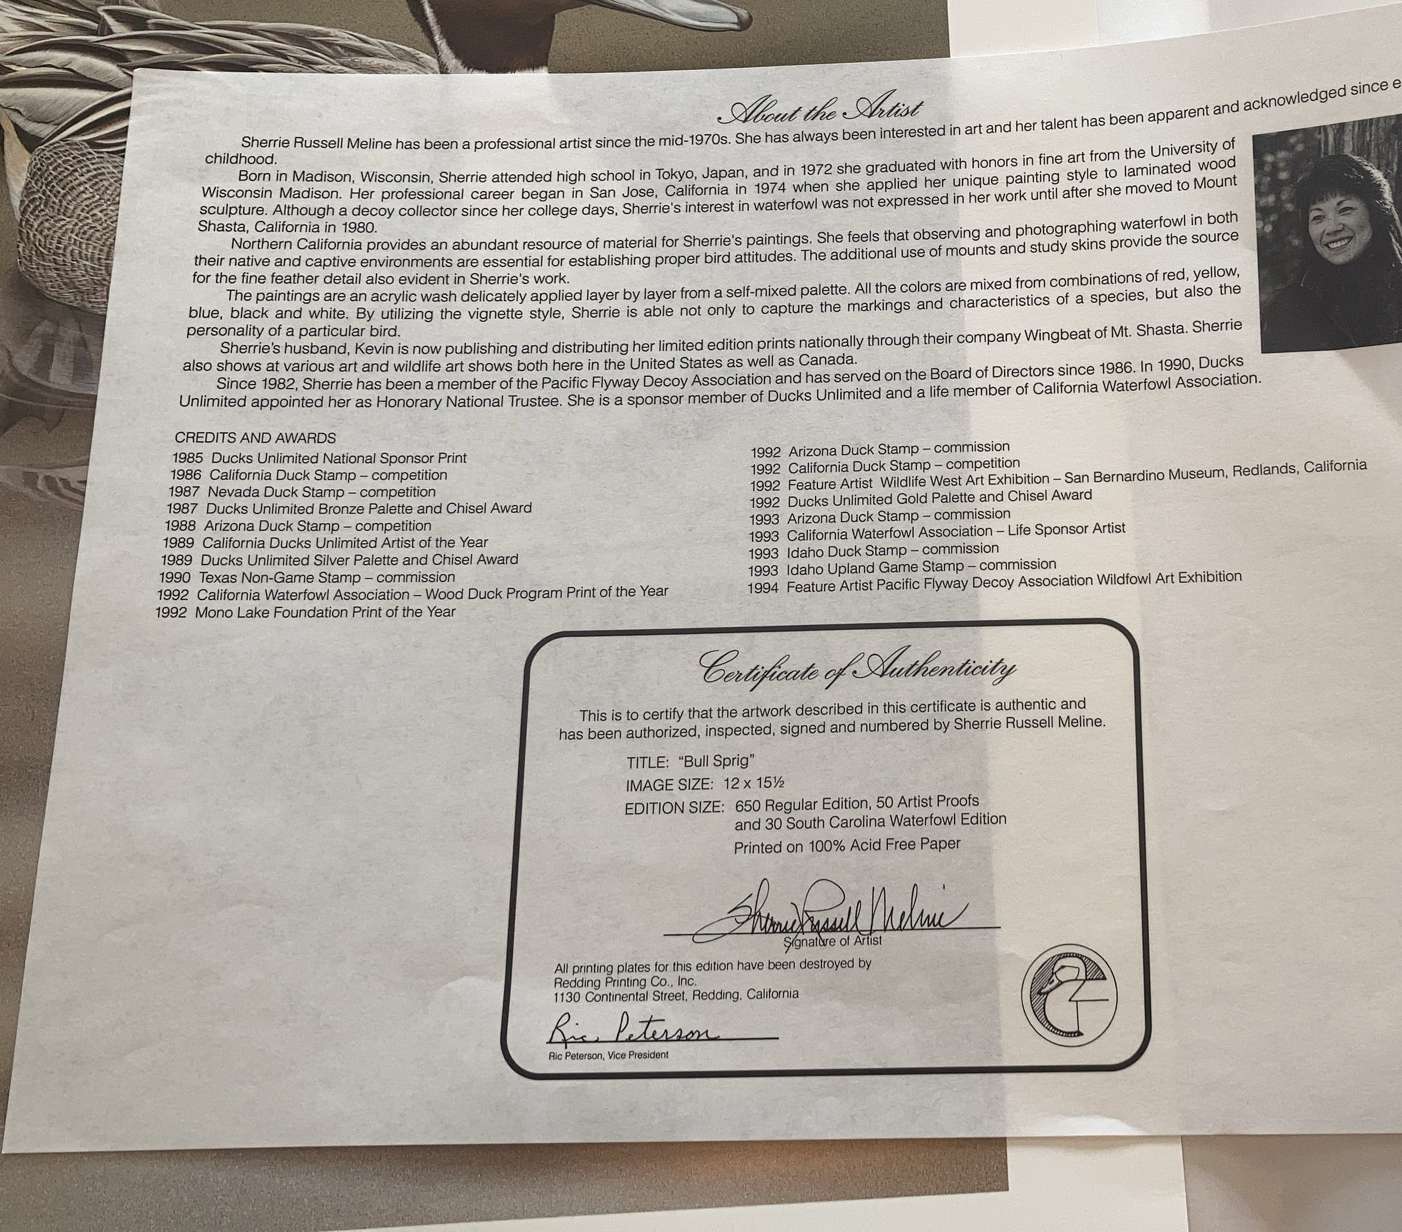 About the Artist
Sherrie Russell Meline has been a professional artist since the mid-1970s. She has always been interested in art and her talent has been apparent and acknowledged since e
childhood.
Born in Madison, Wisconsin, Sherrie attended high school in Tokyo, Japan, and in 1972 she graduated with honors in fine art from the University of
Wisconsin Madison. Her professional career began in San Jose, California in 1974 when she applied her unique painting style to laminated wood
sculpture. Although a decoy collector since her college days, Sherrie's interest in waterfowl was not expressed in her work until after she moved to Mount
Shasta, California in 1980.
Northern California provides an abundant resource of material for Sherrie's paintings. She feels that observing and photographing waterfowl in both
their native and captive environments are essential for establishing proper bird attitudes. The additional use of mounts and study skins provide the source
for the fine feather detail also evident in Sherrie's work.
The paintings are an acrylic wash delicately applied layer by layer from a self-mixed palette. All the colors are mixed from combinations of red, yellow,
blue, black and white. By utilizing the vignette style, Sherrie is able not only to capture the markings and characteristics of a species, but also the
personality of a particular bird.
Sherrie's husband, Kevin is now publishing and distributing her limited edition prints nationally through their company Wingbeat of Mt. Shasta. Sherrie
also shows at various art and wildlife art shows both here in the United States as well as Canada.
Since 1982, Sherrie has been a member of the Pacific Flyway Decoy Association and has served on the Board of Directors since 1986. In 1990, Ducks
Unlimited appointed her as Honorary National Trustee. She is a sponsor member of Ducks Unlimited and a life member of California Waterfowl Association.
CREDITS AND AWARDS
1985 Ducks Unlimited National Sponsor Print
1986 California Duck Stamp – competition
1987 Nevada Duck Stamp – competition
1987 Ducks Unlimited Bronze Palette and Chisel Award
1988 Arizona Duck Stamp – competition
1989 California Ducks Unlimited Artist of the Year
1989 Ducks Unlimited Silver Palette and Chisel Award
1990 Texas Non-Game Stamp – commission
1992 California Waterfowl Association – Wood Duck Program Print of the Year
1992 Mono Lake Foundation Print of the Year
1992 Arizona Duck Stamp – commission
1992 California Duck Stamp – competition
1992 Feature Artist Wildlife West Art Exhibition – San Bernardino Museum, Redlands, California
1992 Ducks Unlimited Gold Palette and Chisel Award
1993 Arizona Duck Stamp – commission
1993 California Waterfowl Association – Life Sponsor Artist
1993 Idaho Duck Stamp – commission
1993 Idaho Upland Game Stamp – commission
1994 Feature Artist Pacific Flyway Decoy Association Wildfowl Art Exhibition
Certificate of Authenticity
This is to certify that the artwork described in this certificate is authentic and
has been authorized, inspected, signed and numbered by Sherrie Russell Meline.
TITLE: “Bull Sprig”
IMAGE SIZE: 12 x 15½
EDITION SIZE: 650 Regular Edition, 50 Artist Proofs
and 30 South Carolina Waterfowl Edition
Printed on 100% Acid Free Paper
Sherrie Russell Meline
Signature of Artist
All printing plates for this edition have been destroyed by
Redding Printing Co., Inc.
1130 Continental Street, Redding, California
Ric Peterson
Ric Peterson, Vice President